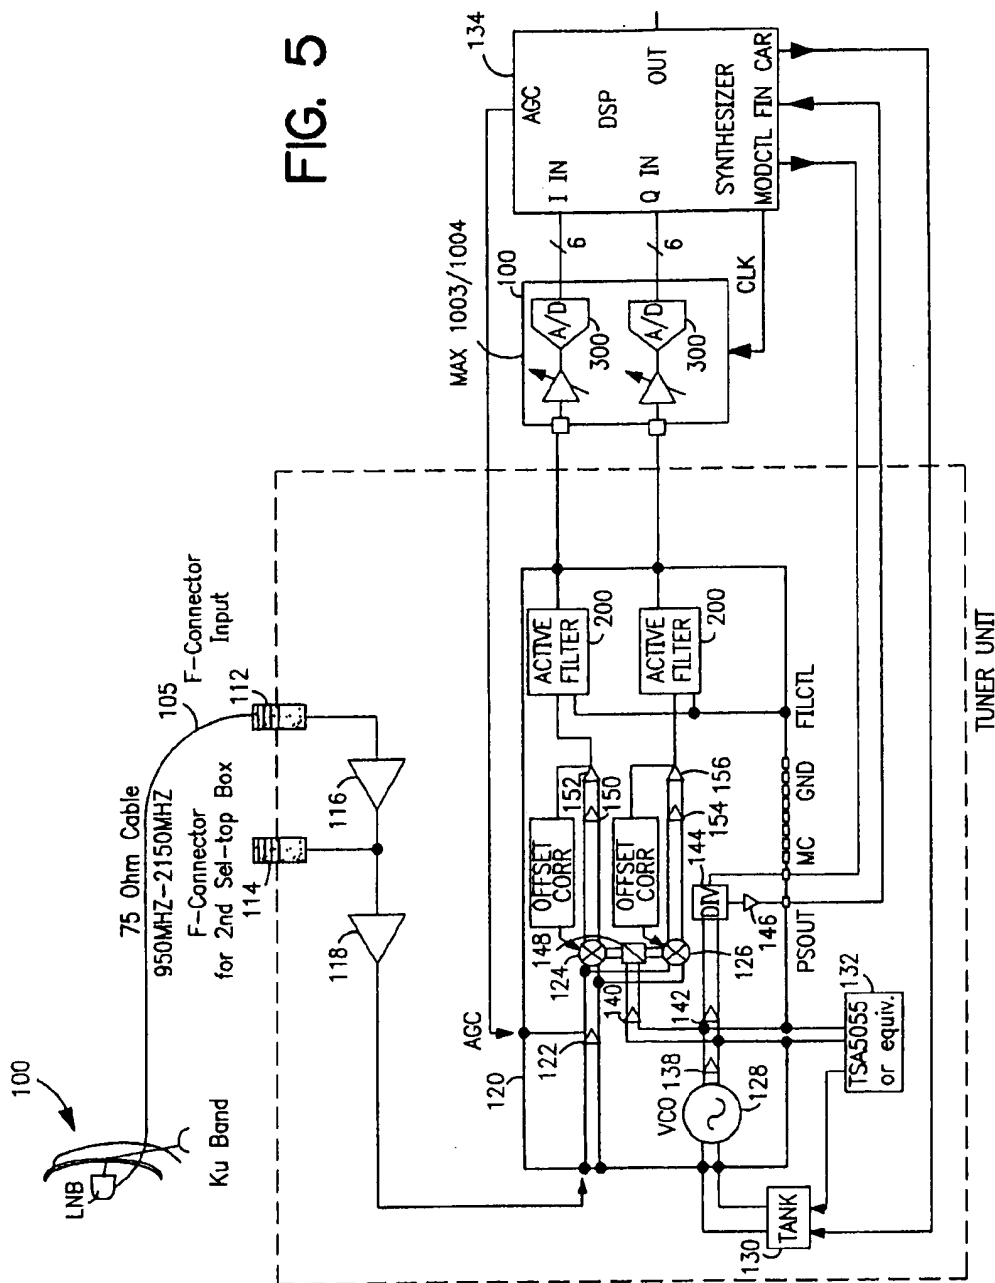 FIG. 5
100
LNB
Ku Band
75 Ohm Cable
950MHZ-2150MHZ
105
F-Connector
Input
112
F-Connector
for 2nd Sel-top Box
114
116
118
MAX 1003/1004
100
134
AGC
I IN
DSP
Q IN
OUT
SYNTHESIZER
MODCTL FIN CAR
6
6
CLK
A/D
300
A/D
300
AGC
120
122
124
148
140
142
OFFSET
CORR
OFFSET
CORR
152
150
ACTIVE
FILTER
200
ACTIVE
FILTER
200
156
154
144
DIV
146
126
VCO
138
128
PSOUT
MC
GND
FILCTL
132
TSA5055
or equiv.
130
TANK
TUNER UNIT